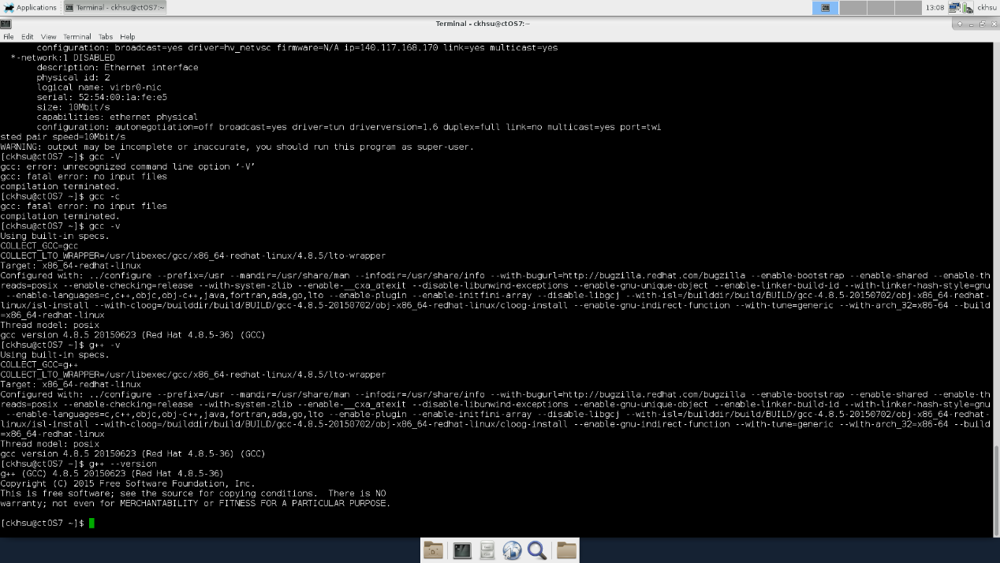 Applications
Terminal - ckhsu@ctOS7:~
13:08
ckhsu
Terminal - ckhsu@ctOS7:~
File Edit View Terminal Tabs Help
configuration: broadcast=yes driver=hv_netvsc firmware=N/A ip=140.117.168.170 link=yes multicast=yes
*-network:1 DISABLED
description: Ethernet interface
physical id: 2
logical name: virbr0-nic
serial: 52:54:00:1a:fe:e5
size: 10Mbit/s
capabilities: ethernet physical
configuration: autonegotiation=off broadcast=yes driver=tun driverversion=1.6 duplex=full link=no multicast=yes port=twi
sted pair speed=10Mbit/s
WARNING: output may be incomplete or inaccurate, you should run this program as super-user.
[ckhsu@ctOS7 ~]$ gcc -V
gcc: error: unrecognized command line option ‘-V’
gcc: fatal error: no input files
compilation terminated.
[ckhsu@ctOS7 ~]$ gcc -c
gcc: fatal error: no input files
compilation terminated.
[ckhsu@ctOS7 ~]$ gcc -v
Using built-in specs.
COLLECT_GCC=gcc
COLLECT_LTO_WRAPPER=/usr/libexec/gcc/x86_64-redhat-linux/4.8.5/lto-wrapper
Target: x86_64-redhat-linux
Configured with: ../configure --prefix=/usr --mandir=/usr/share/man --infodir=/usr/share/info --with-bugurl=http://bugzilla.redhat.com/bugzilla --enable-bootstrap --enable-shared --enable-th
reads=posix --enable-checking=release --with-system-zlib --enable-__cxa_atexit --disable-libunwind-exceptions --enable-gnu-unique-object --enable-linker-build-id --with-linker-hash-style=gnu
--enable-languages=c,c++,objc,obj-c++,java,fortran,ada,go,lto --enable-plugin --enable-initfini-array --disable-libgcj --with-isl=/builddir/build/BUILD/gcc-4.8.5-20150702/obj-x86_64-redhat-
linux/isl-install --with-cloog=/builddir/build/BUILD/gcc-4.8.5-20150702/obj-x86_64-redhat-linux/cloog-install --enable-gnu-indirect-function --with-tune=generic --with-arch_32=x86-64 --build
=x86_64-redhat-linux
Thread model: posix
gcc version 4.8.5 20150623 (Red Hat 4.8.5-36) (GCC)
[ckhsu@ctOS7 ~]$ g++ -v
Using built-in specs.
COLLECT_GCC=g++
COLLECT_LTO_WRAPPER=/usr/libexec/gcc/x86_64-redhat-linux/4.8.5/lto-wrapper
Target: x86_64-redhat-linux
Configured with: ../configure --prefix=/usr --mandir=/usr/share/man --infodir=/usr/share/info --with-bugurl=http://bugzilla.redhat.com/bugzilla --enable-bootstrap --enable-shared --enable-th
reads=posix --enable-checking=release --with-system-zlib --enable-__cxa_atexit --disable-libunwind-exceptions --enable-gnu-unique-object --enable-linker-build-id --with-linker-hash-style=gnu
--enable-languages=c,c++,objc,obj-c++,java,fortran,ada,go,lto --enable-plugin --enable-initfini-array --disable-libgcj --with-isl=/builddir/build/BUILD/gcc-4.8.5-20150702/obj-x86_64-redhat-
linux/isl-install --with-cloog=/builddir/build/BUILD/gcc-4.8.5-20150702/obj-x86_64-redhat-linux/cloog-install --enable-gnu-indirect-function --with-tune=generic --with-arch_32=x86-64 --build
=x86_64-redhat-linux
Thread model: posix
gcc version 4.8.5 20150623 (Red Hat 4.8.5-36) (GCC)
[ckhsu@ctOS7 ~]$ g++ --version
g++ (GCC) 4.8.5 20150623 (Red Hat 4.8.5-36)
Copyright (C) 2015 Free Software Foundation, Inc.
This is free software; see the source for copying conditions.  There is NO
warranty; not even for MERCHANTABILITY or FITNESS FOR A PARTICULAR PURPOSE.
[ckhsu@ctOS7 ~]$